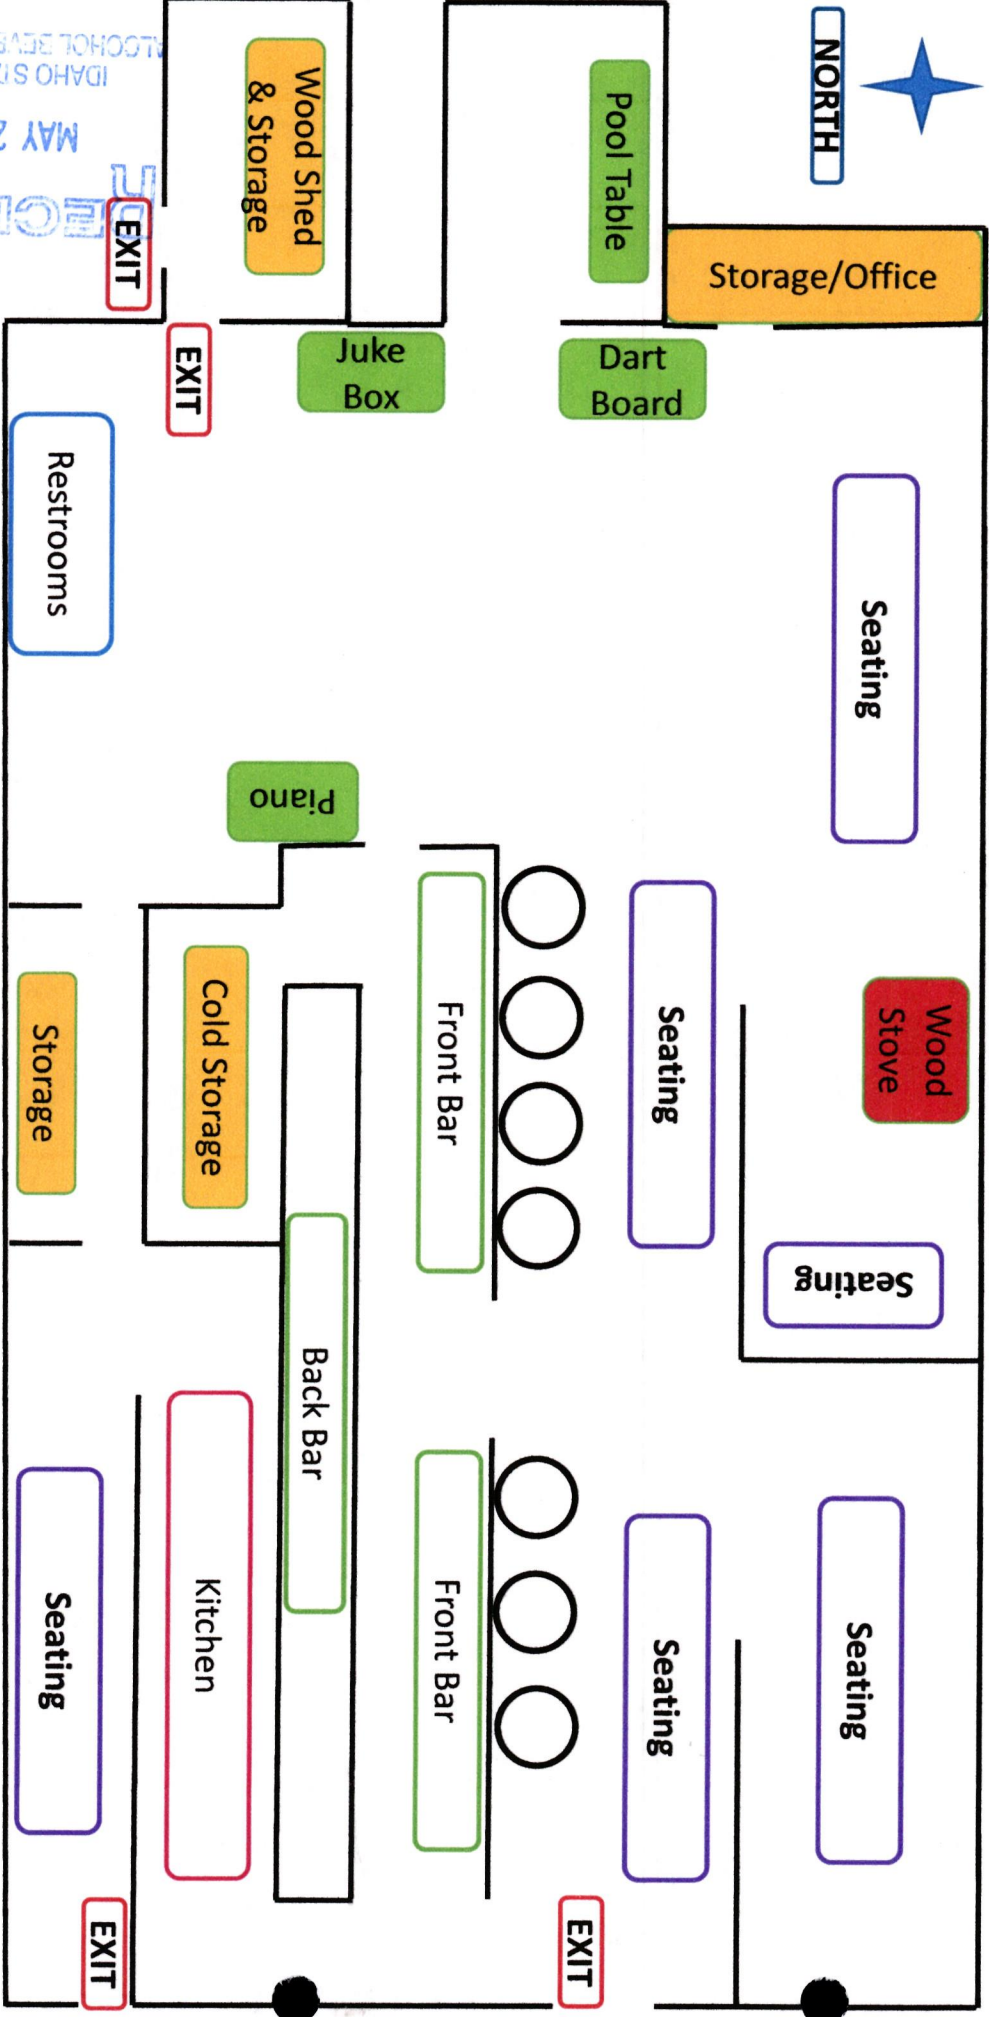 NORTH
Storage/Office
Pool Table
Wood Shed
& Storage
EXIT
EXIT
Juke
Box
Dart
Board
Restrooms
Seating
Piano
Storage
Cold Storage
Front Bar
Seating
Wood
Stove
Seating
Back Bar
Kitchen
Seating
Front Bar
Seating
Seating
EXIT
EXIT
MAY